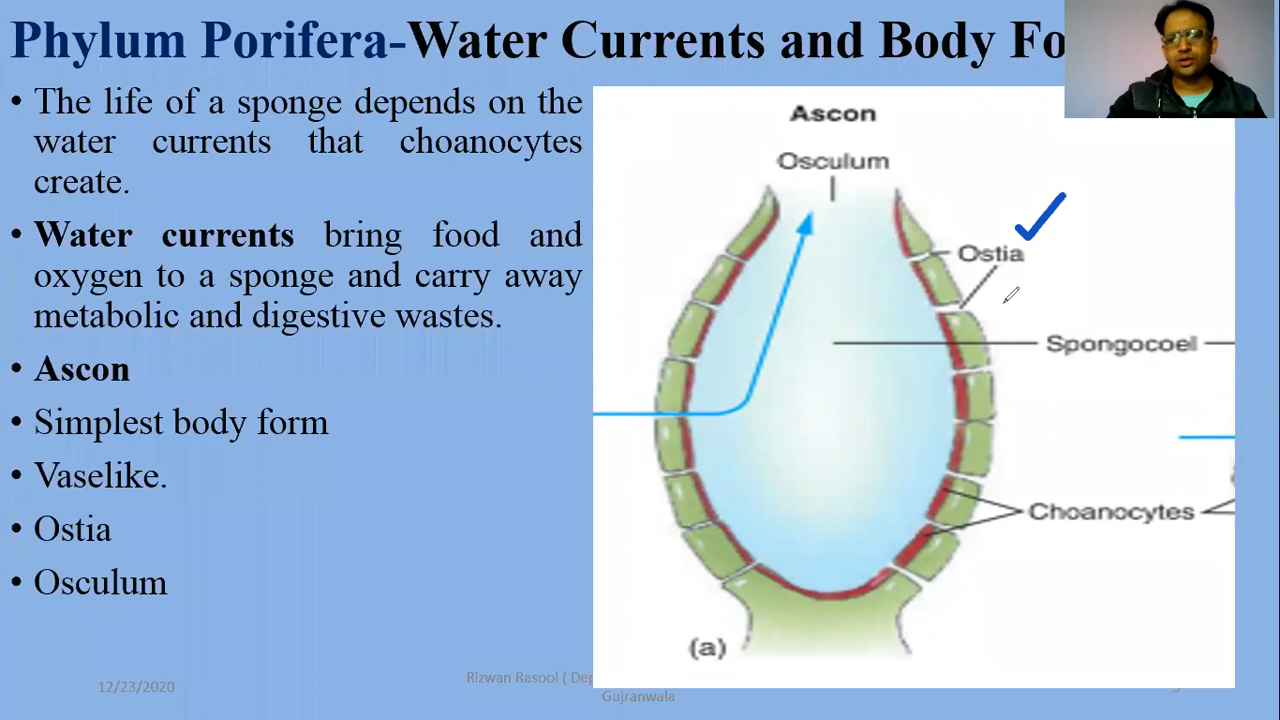 Phylum Porifera-Water Currents and Body Fo
• The life of a sponge depends on the
water currents that choanocytes
create.
• Water currents bring food and
oxygen to a sponge and carry away
metabolic and digestive wastes.
• Ascon
• Simplest body form
• Vaselike.
• Ostia
• Osculum
Ascon
Osculum
Ostia
Spongocoel
Choanocytes
(a)
12/23/2020
Rizwan Rasool ( Dep
Gujranwala